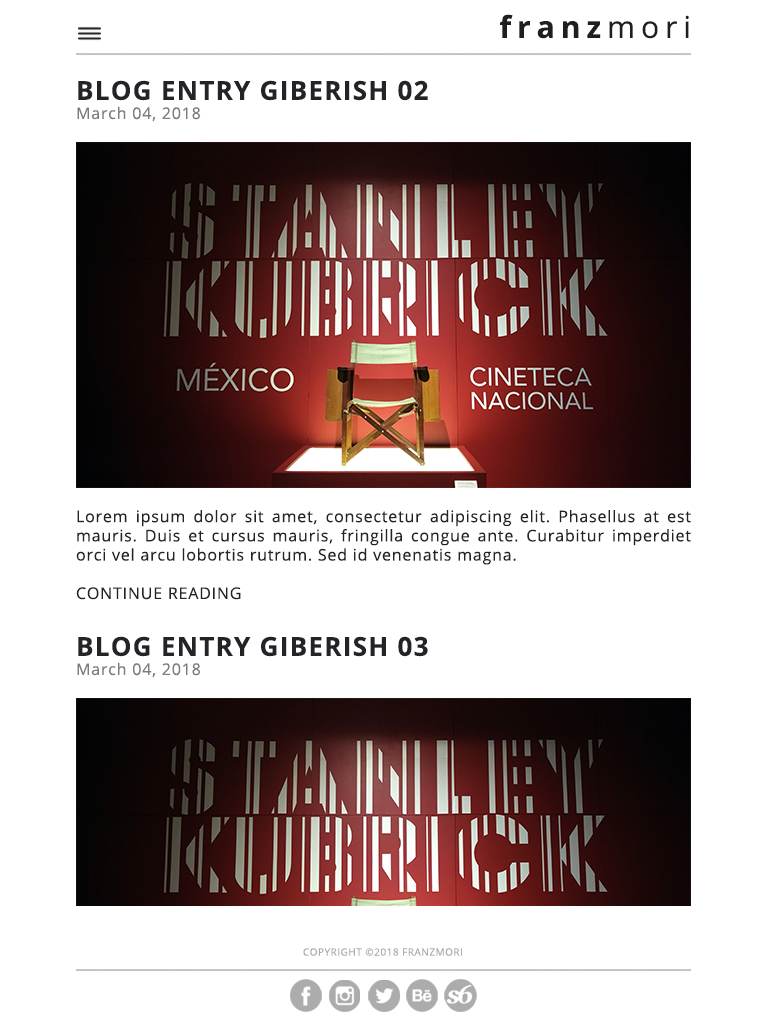 franzmori
BLOG ENTRY GIBERISH 02
March 04, 2018
STANLEY
KUBRICK
MÉXICO
CINETECA
NACIONAL
Lorem ipsum dolor sit amet, consectetur adipiscing elit. Phasellus at est
mauris. Duis et cursus mauris, fringilla congue ante. Curabitur imperdiet
orci vel arcu lobortis rutrum. Sed id venenatis magna.
CONTINUE READING
BLOG ENTRY GIBERISH 03
March 04, 2018
STANLEY
KUBRICK
COPYRIGHT ©2018 FRANZMORI
f
Bē
s6